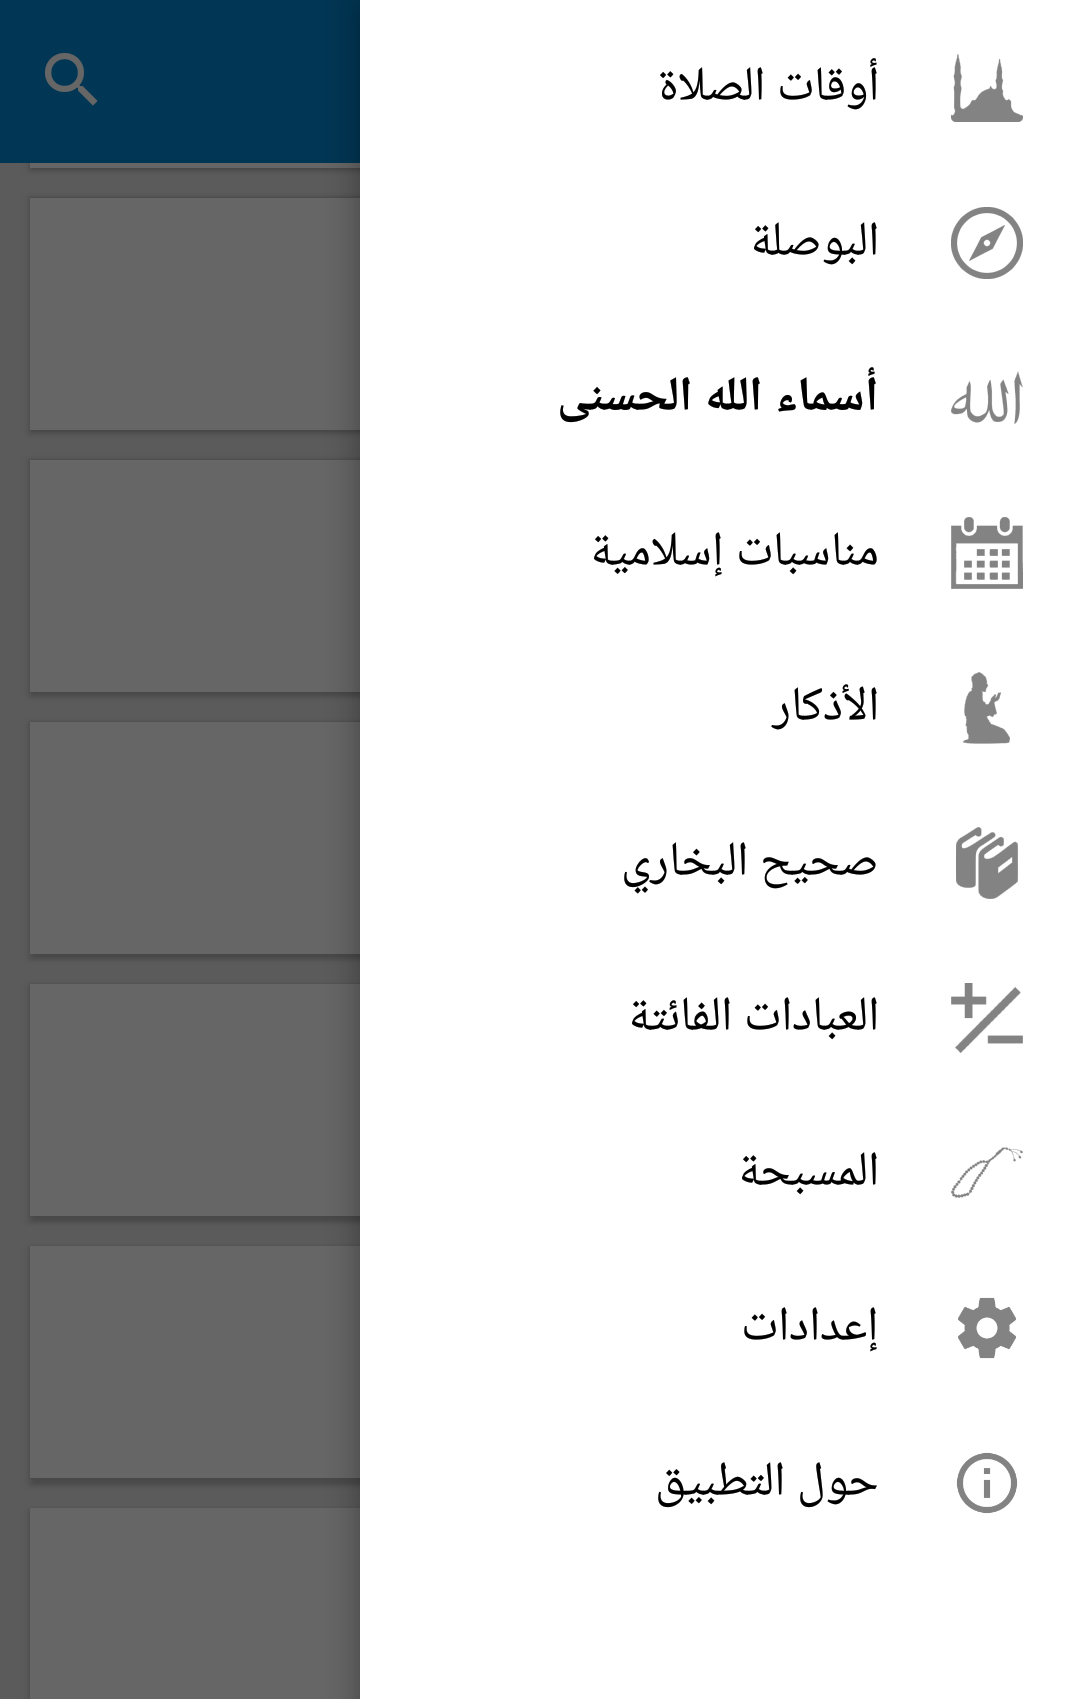 أوقات الصلاة
البوصلة
الله
أسماء الله الحسنى
مناسبات إسلامية
الأذكار
صحيح البخاري
العبادات الفائتة
المسبحة
إعدادات
حول التطبيق